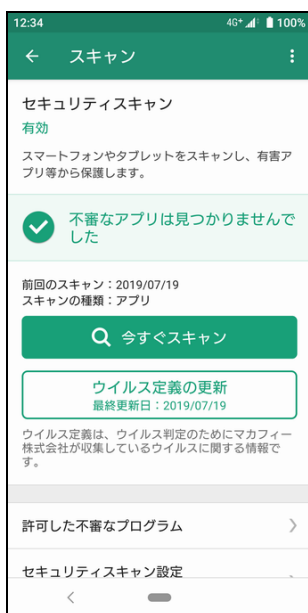 12:34 4G+ 100%
スキャン
セキュリティスキャン
有効
スマートフォンやタブレットをスキャンし、有害ア
プリ等から保護します。
不審なアプリは見つかりませんで
した
前回のスキャン：2019/07/19
スキャンの種類：アプリ
今すぐスキャン
ウイルス定義の更新
最終更新日：2019/07/19
ウイルス定義は、ウイルス判定のためにマカフィー
株式会社が収集しているウイルスに関する情報で
す。
許可した不審なプログラム
セキュリティスキャン設定